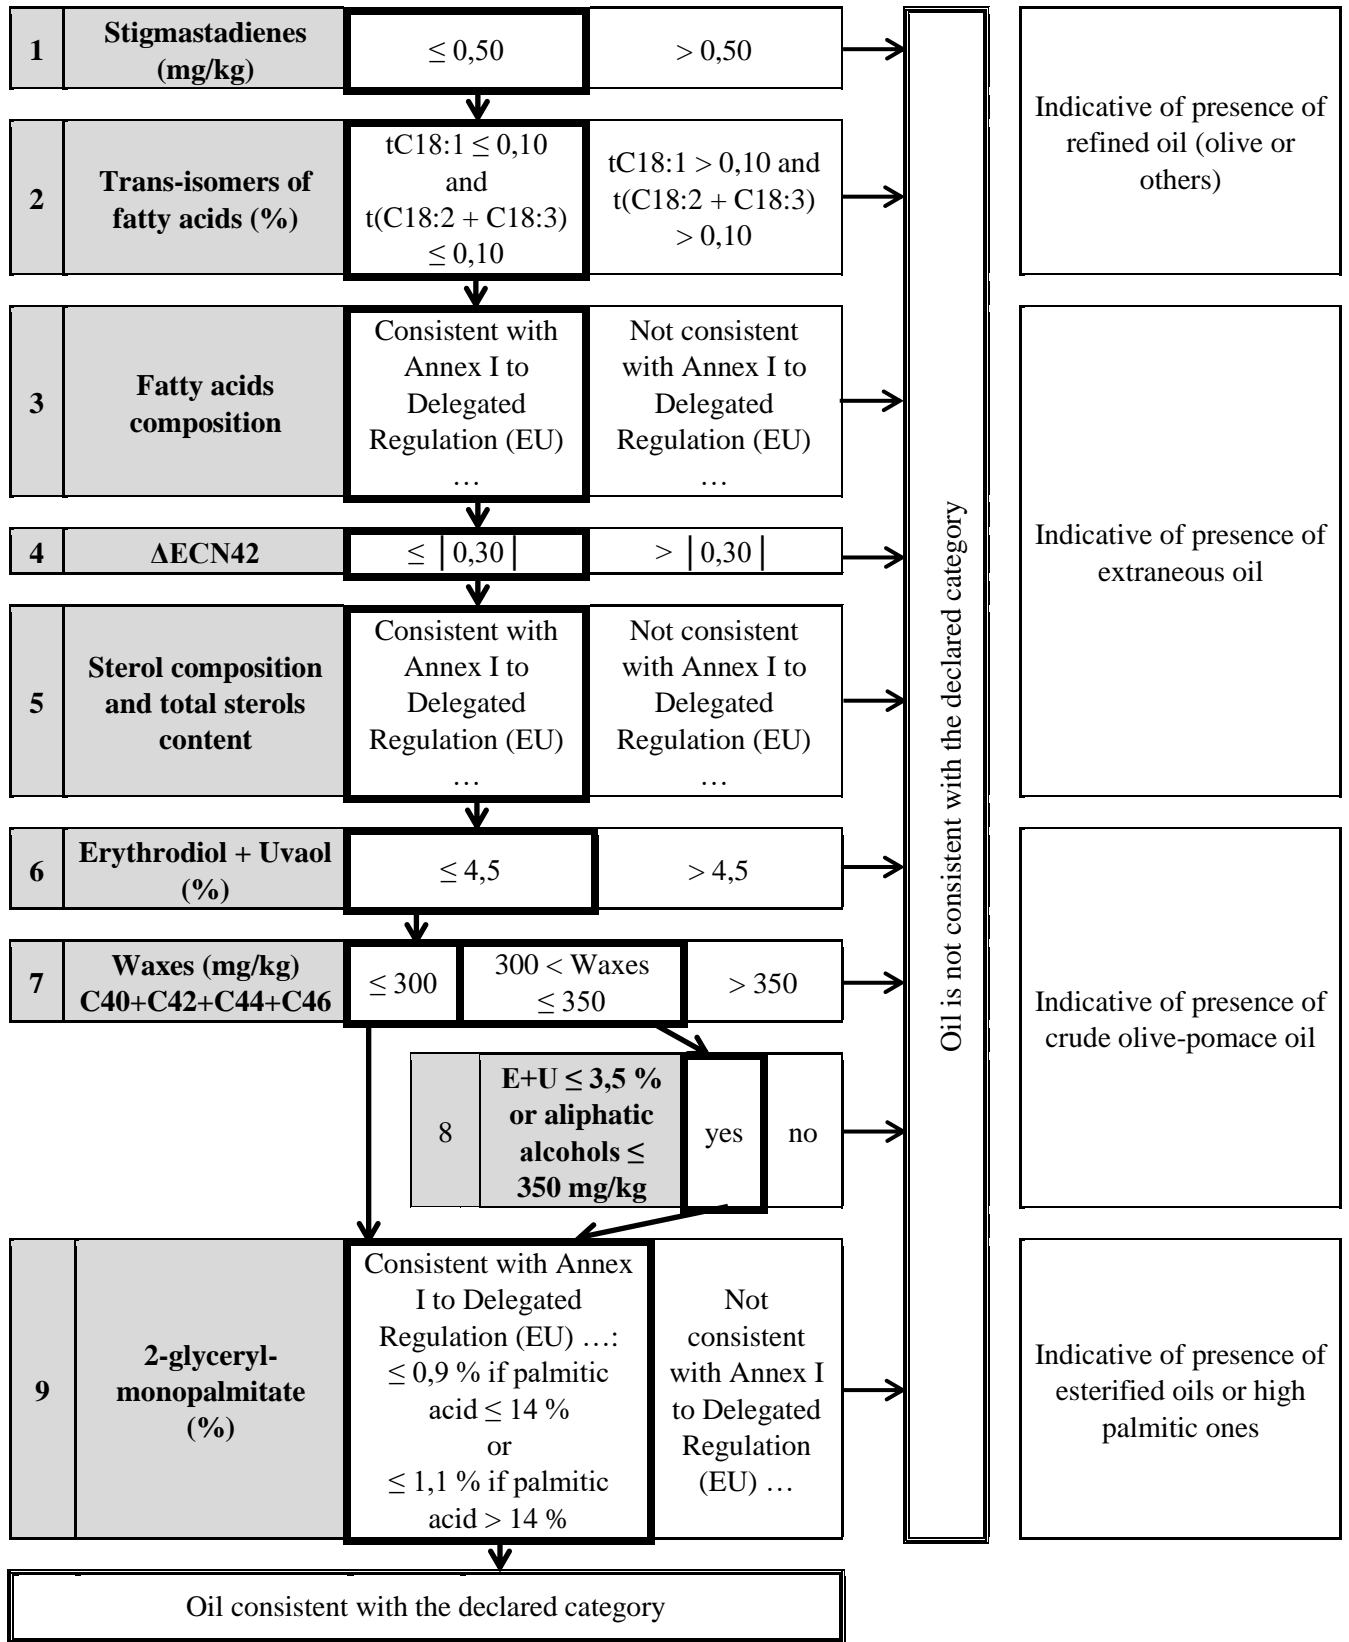 1
Stigmastadienes
(mg/kg)
≤ 0,50
> 0,50
2
Trans-isomers of
fatty acids (%)
tC18:1 ≤ 0,10
and
t(C18:2 + C18:3)
≤ 0,10
tC18:1 > 0,10 and
t(C18:2 + C18:3)
> 0,10
Indicative of presence of
refined oil (olive or
others)
3
Fatty acids
composition
Consistent with
Annex I to
Delegated
Regulation (EU)
…
Not consistent
with Annex I to
Delegated
Regulation (EU)
…
4
ΔECN42
≤ |0,30|
> |0,30|
5
Sterol composition
and total sterols
content
Consistent with
Annex I to
Delegated
Regulation (EU)
…
Not consistent
with Annex I to
Delegated
Regulation (EU)
…
Indicative of presence of
extraneous oil
6
Erythrodiol + Uvaol
(%)
≤ 4,5
> 4,5
7
Waxes (mg/kg)
C40+C42+C44+C46
≤ 300
300 < Waxes
≤ 350
> 350
8
E+U ≤ 3,5 %
or aliphatic
alcohols ≤
350 mg/kg
yes
no
Indicative of presence of
crude olive-pomace oil
9
2-glyceryl-
monopalmitate
(%)
Consistent with Annex
I to Delegated
Regulation (EU) …:
≤ 0,9 % if palmitic
acid ≤ 14 %
or
≤ 1,1 % if palmitic
acid > 14 %
Not
consistent
with Annex I
to Delegated
Regulation
(EU) …
Indicative of presence of
esterified oils or high
palmitic ones
Oil is not consistent with the declared category
Oil consistent with the declared category